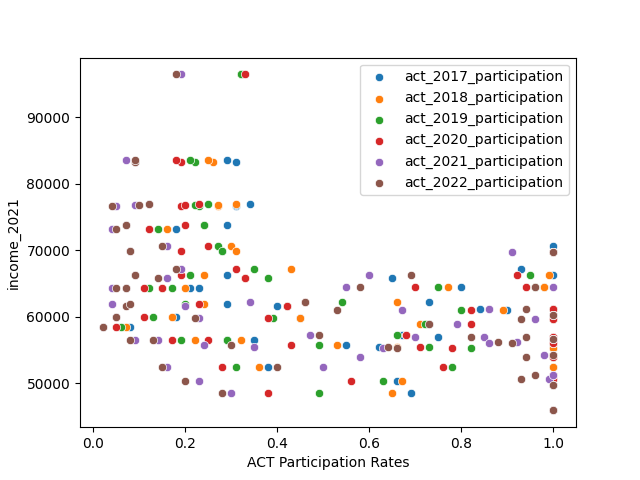 act_2017_participation
act_2018_participation
act_2019_participation
act_2020_participation
act_2021_participation
act_2022_participation
income_2021
90000
80000
70000
60000
50000
0.0 0.2 0.4 0.6 0.8 1.0
ACT Participation Rates